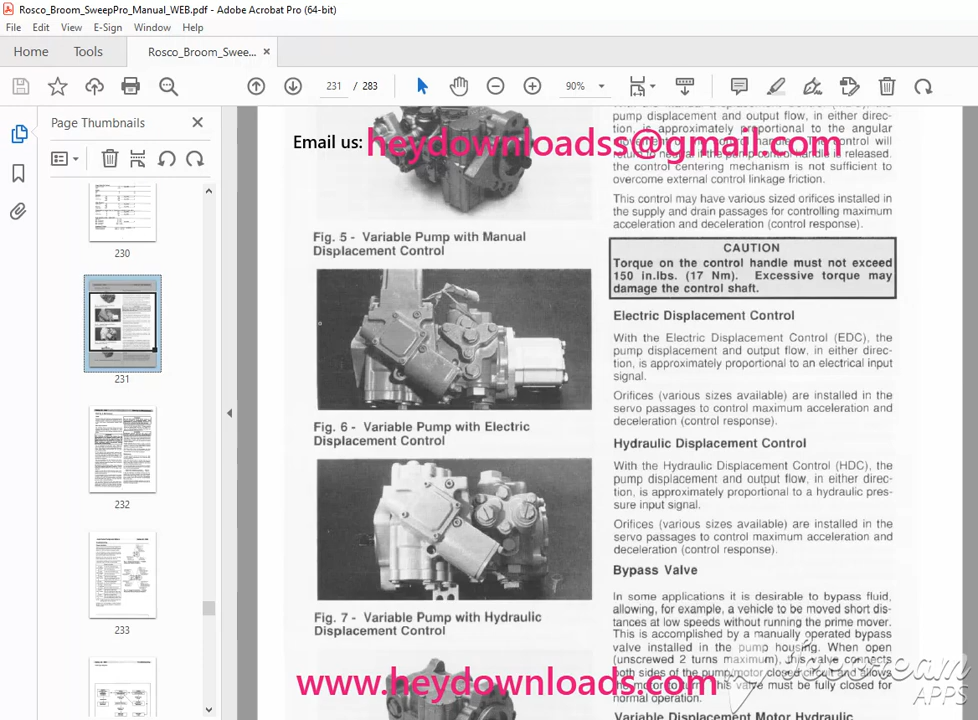 Rosco_Broom_SweepPro_Manual_WEB.pdf - Adobe Acrobat Pro (64-bit)
File Edit View E-Sign Window Help
Home Tools Rosco_Broom_Swee... ×
231 / 283 90%
Page Thumbnails
230
231
232
233
Email us: heydownloadss@gmail.com
Fig. 5 - Variable Pump with Manual
Displacement Control
Fig. 6 - Variable Pump with Electric
Displacement Control
Fig. 7 - Variable Pump with Hydraulic
Displacement Control
www.heydownloads.com
pump displacement and output flow, in either direc-
tion, is approximately proportional to the angular
control handle is released.
the control centering mechanism is not sufficient to
overcome external control linkage friction.
This control may have various sized orifices installed in
the supply and drain passages for controlling maximum
acceleration and deceleration (control response).
CAUTION
Torque on the control handle must not exceed
150 in.lbs. (17 Nm). Excessive torque may
damage the control shaft.
Electric Displacement Control
With the Electric Displacement Control (EDC), the
pump displacement and output flow, in either direc-
tion, is approximately proportional to an electrical input
signal.
Orifices (various sizes available) are installed in the
servo passages to control maximum acceleration and
deceleration (control response).
Hydraulic Displacement Control
With the Hydraulic Displacement Control (HDC), the
pump displacement and output flow, in either direc-
tion, is approximately proportional to a hydraulic pres-
sure input signal.
Orifices (various sizes available) are installed in the
servo passages to control maximum acceleration and
deceleration (control response).
Bypass Valve
In some applications it is desirable to bypass fluid,
allowing, for example, a vehicle to be moved short dis-
tances at low speeds without running the prime mover.
This is accomplished by a manually operated bypass
valve installed in the pump housing. When open
(unscrewed 2 turns maximum), this valve connects
both sides of the pump/motor closed circuit and allows
the motor to turn. This valve must be fully closed for
normal operation.
Variable Displacement Motor Hydraulic
Icecream
APPS